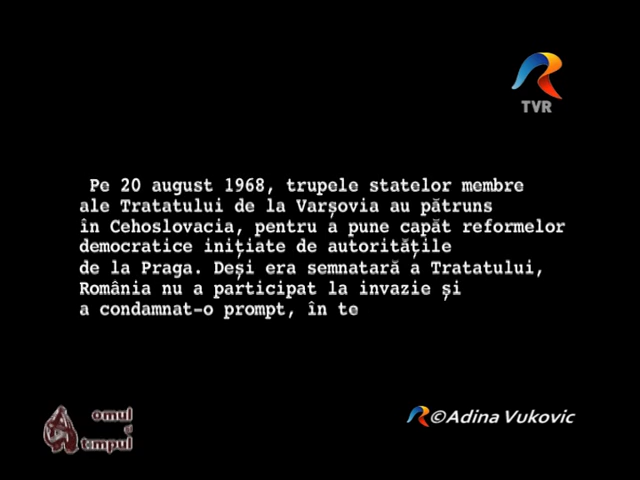 TVR
Pe 20 august 1968, trupele statelor membre
ale Tratatului de la Varșovia au pătruns
în Cehoslovacia, pentru a pune capăt reformelor
democratice inițiate de autoritățile
de la Praga. Deși era semnatară a Tratatului,
România nu a participat la invazie și
a condamnat-o prompt, în te
omul
și
timpul
©Adina Vukovic